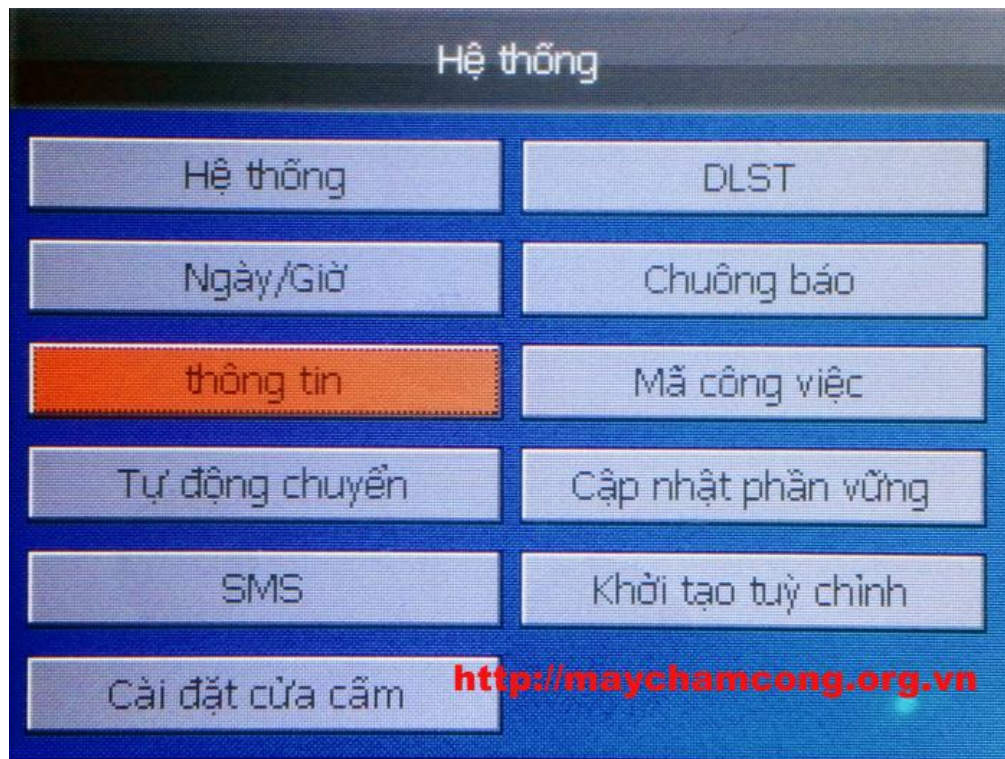 Hệ thống
Hệ thống
DLST
Ngày/Giờ
Chuông báo
thông tin
Mã công việc
Tự động chuyển
Cập nhật phần vững
SMS
Khởi tạo tuỳ chỉnh
Cài đặt cửa cấm
http://maychamcong.org.vn